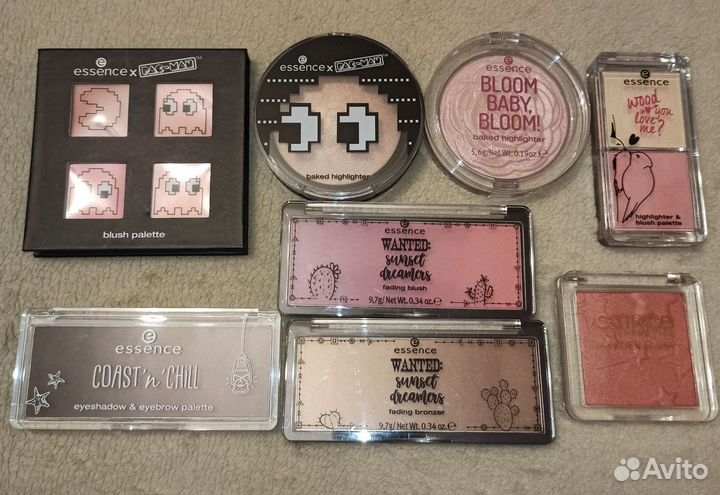 essence x PAC-MAN™
blush palette
essence x PAC-MAN™
baked highlighter
essence
BLOOM
BABY,
BLOOM!
baked highlighter
5,6g/Net Wt. 0.19oz.
essence
wood
you
love
me?
highlighter &
blush palette
essence
WANTED:
sunset
dreamers
fading blush
9,7g/Net Wt. 0.34 oz.
essence
COAST 'n' CHILL
eyeshadow & eyebrow palette
essence
WANTED:
sunset
dreamers
fading bronzer
9,7g/Net Wt. 0.34 oz.
CATRICE
Avito